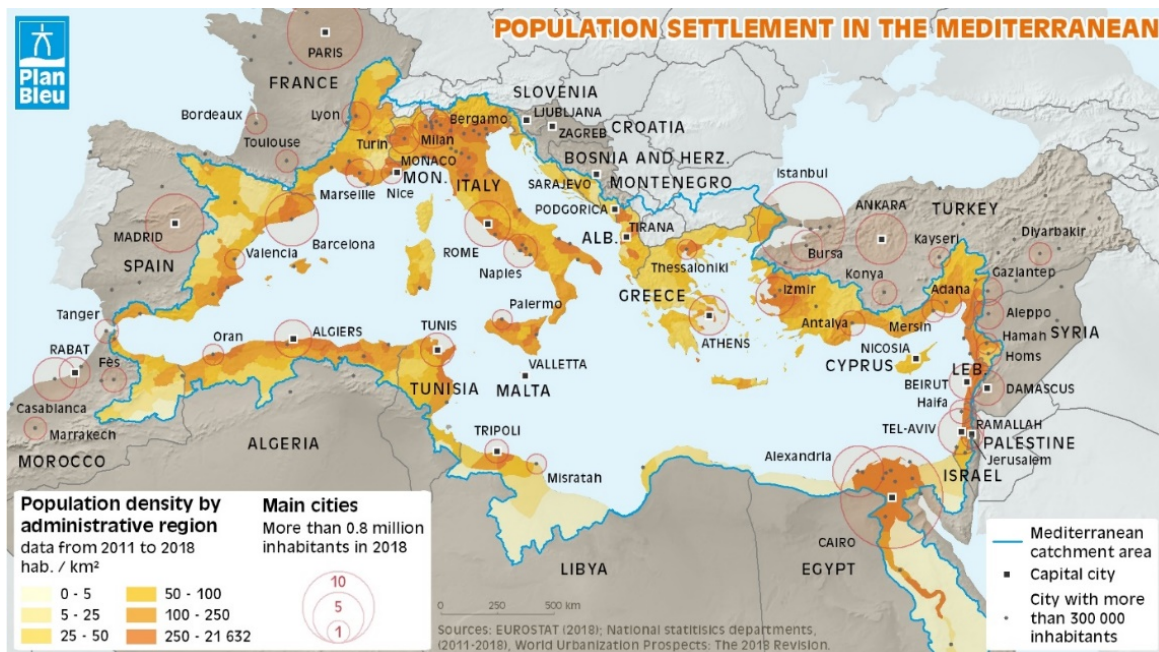 POPULATION SETTLEMENT IN THE MEDITERRANEAN
Plan
Bleu
PARIS
FRANCE
SLOVENIA
LJUBLJANA
Bordeaux
Lyon
Bergamo
ZAGREB
CROATIA
Toulouse
Turin
Milan
MONACO
BOSNIA AND HERZ.
MON.
ITALY
SARAJEVO
MONTENEGRO
Istanbul
Marseille
Nice
ANKARA
PODGORICA
TURKEY
MADRID
Barcelona
ROME
TIRANA
ALB.
Kayseri
Diyarbakir
Valencia
SPAIN
Naples
Thessaloniki
Bursa
Konya
Gaziantep
GREECE
Izmir
Adana
Tanger
Palermo
Antalya
Mersin
Aleppo
Oran
ALGIERS
TUNIS
ATHENS
Hamah
SYRIA
RABAT
Fès
NICOSIA
Homs
VALLETTA
CYPRUS
LEB.
TUNISIA
MALTA
BEIRUT
DAMASCUS
Casablanca
Haifa
Marrakech
TRIPOLI
TEL-AVIV
RAMALLAH
ALGERIA
PALESTINE
MOROCCO
Alexandria
Jerusalem
Misratah
ISRAEL
CAIRO
LIBYA
EGYPT
Population density by
administrative region
data from 2011 to 2018
hab. / km²
0 - 5
50 - 100
5 - 25
100 - 250
25 - 50
250 - 21 632
Main cities
More than 0.8 million
inhabitants in 2018
10
5
1
0
250
500 km
Sources: EUROSTAT (2018); National statitisics departments,
(2011-2018), World Urbanization Prospects: The 2018 Revision.
Mediterranean
catchment area
Capital city
City with more
than 300 000
inhabitants